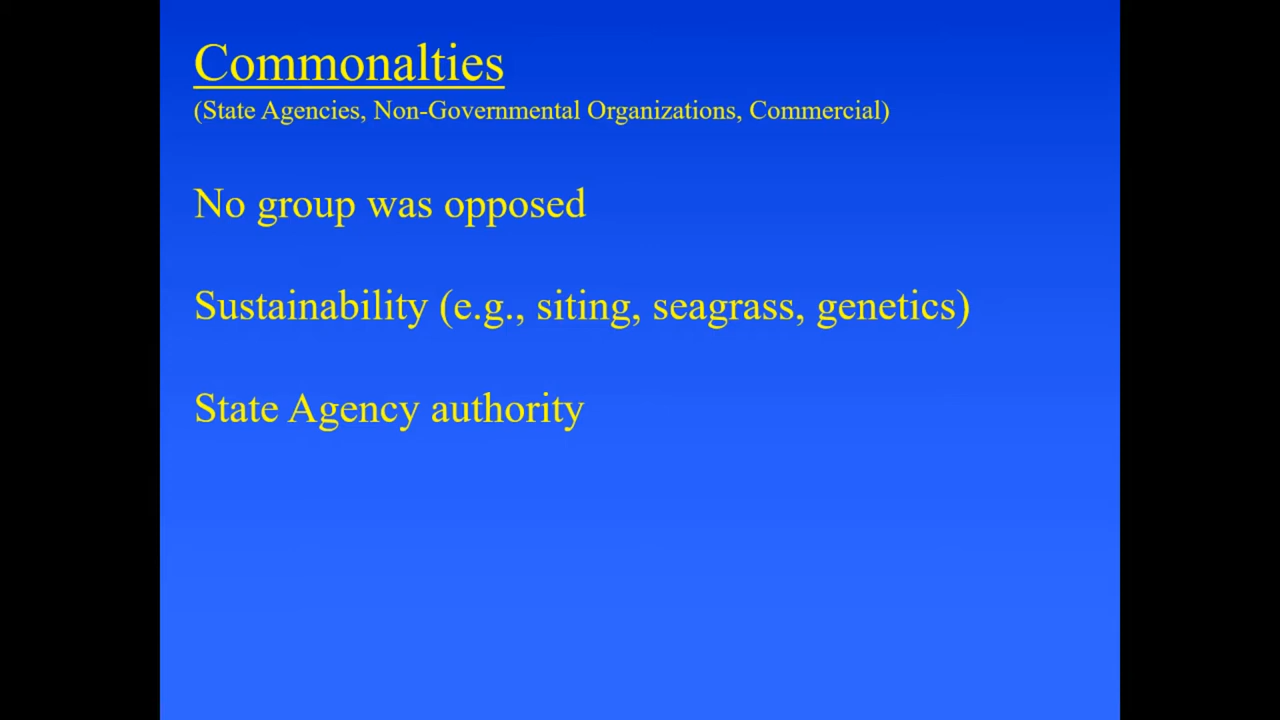 Commonalties
(State Agencies, Non-Governmental Organizations, Commercial)
No group was opposed
Sustainability (e.g., siting, seagrass, genetics)
State Agency authority